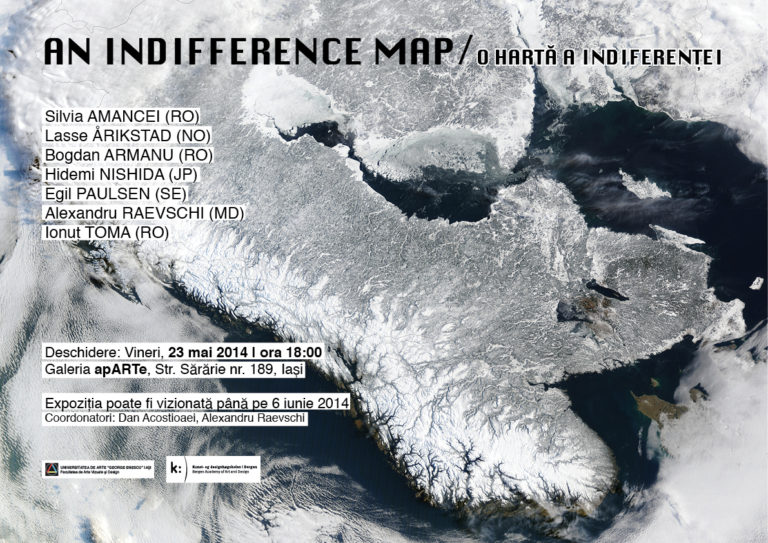 AN INDIFFERENCE MAP/O HARTĂ A INDIFERENȚEI
Silvia AMANCEI (RO)
Lasse ÅRIKSTAD (NO)
Bogdan ARMANU (RO)
Hidemi NISHIDA (JP)
Egil PAULSEN (SE)
Alexandru RAEVSCHI (MD)
Ionut TOMA (RO)
Deschidere: Vineri, 23 mai 2014 | ora 18:00
Galeria apARTe, Str. Sărărie nr. 189, Iași
Expoziția poate fi vizionată până pe 6 iunie 2014
Coordonatori: Dan Acostioaei, Alexandru Raevschi
UNIVERSITATEA DE ARTE "GEORGE ENESCU" Iași
Facultatea de Arte Vizuale și Design
k:)
Kunst- og designhøgskolen i Bergen
Bergen Academy of Art and Design